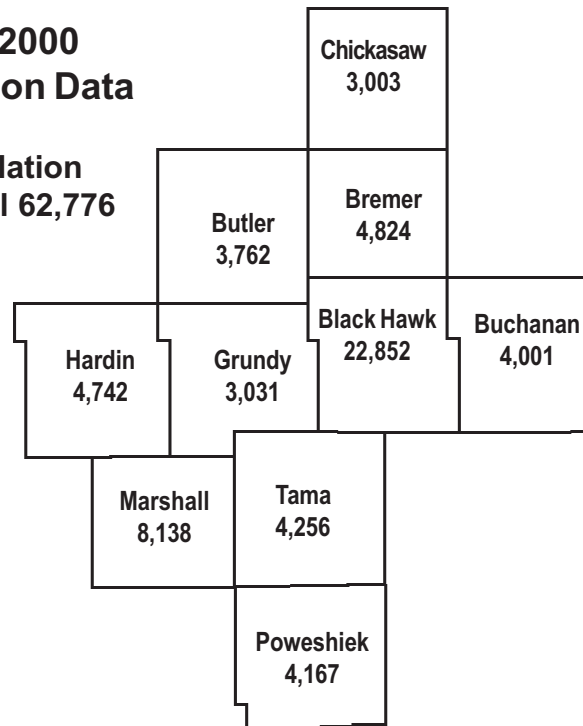 2000
on Data
lation
l 62,776
Chickasaw
3,003
Bremer
4,824
Butler
3,762
Black Hawk
22,852
Buchanan
4,001
Hardin
4,742
Grundy
3,031
Marshall
8,138
Tama
4,256
Poweshiek
4,167